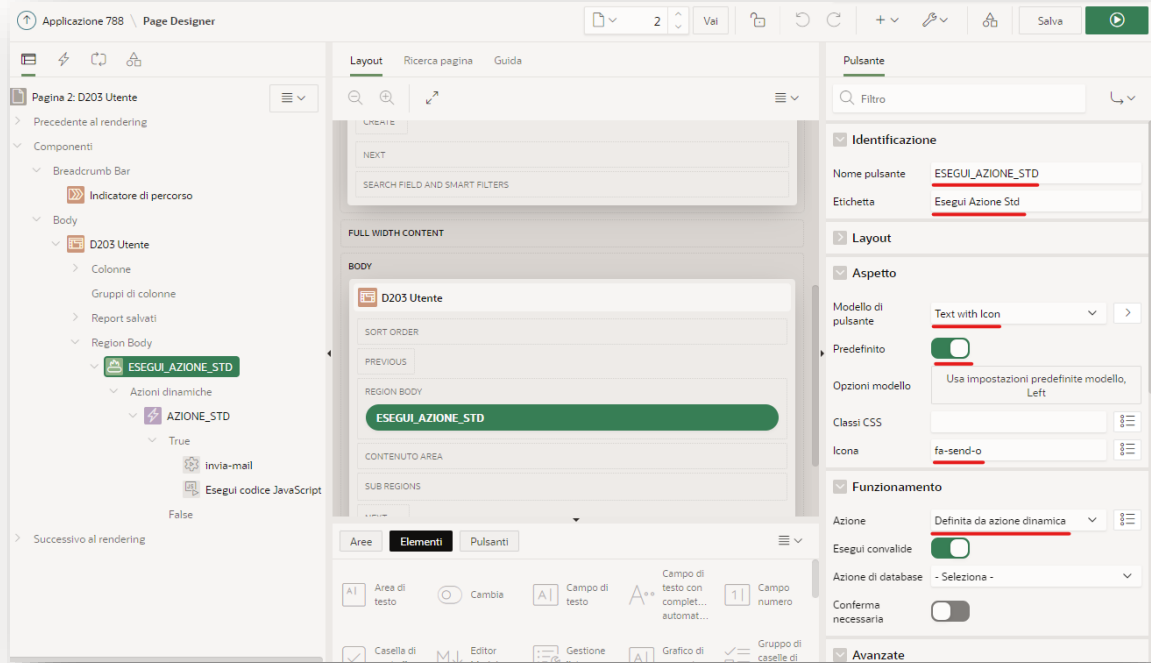 Applicazione 788 \ Page Designer
2
Vai
Salva
Pagina 2: D203 Utente
Precedente al rendering
Componenti
Breadcrumb Bar
Indicatore di percorso
Body
D203 Utente
Colonne
Gruppi di colonne
Report salvati
Region Body
ESEGUI_AZIONE_STD
Azioni dinamiche
AZIONE_STD
True
invia-mail
Esegui codice JavaScript
False
Successivo al rendering
Layout
Ricerca pagina
Guida
CREATE
NEXT
SEARCH FIELD AND SMART FILTERS
FULL WIDTH CONTENT
BODY
D203 Utente
SORT ORDER
PREVIOUS
REGION BODY
ESEGUI_AZIONE_STD
CONTENUTO AREA
SUB REGIONS
NEXT
Aree
Elementi
Pulsanti
Area di
testo
Cambia
Campo di
testo
Campo di
testo con
complet...
automat...
Campo
numero
Casella di
Editor
Gestione
Grafico di
Gruppo di
caselle di
Pulsante
Filtro
Identificazione
Nome pulsante
ESEGUI_AZIONE_STD
Etichetta
Esegui Azione Std
Layout
Aspetto
Modello di
pulsante
Text with Icon
Predefinito
Opzioni modello
Usa impostazioni predefinite modello,
Left
Classi CSS
Icona
fa-send-o
Funzionamento
Azione
Definita da azione dinamica
Esegui convalide
Azione di database
- Seleziona -
Conferma
necessaria
Avanzate